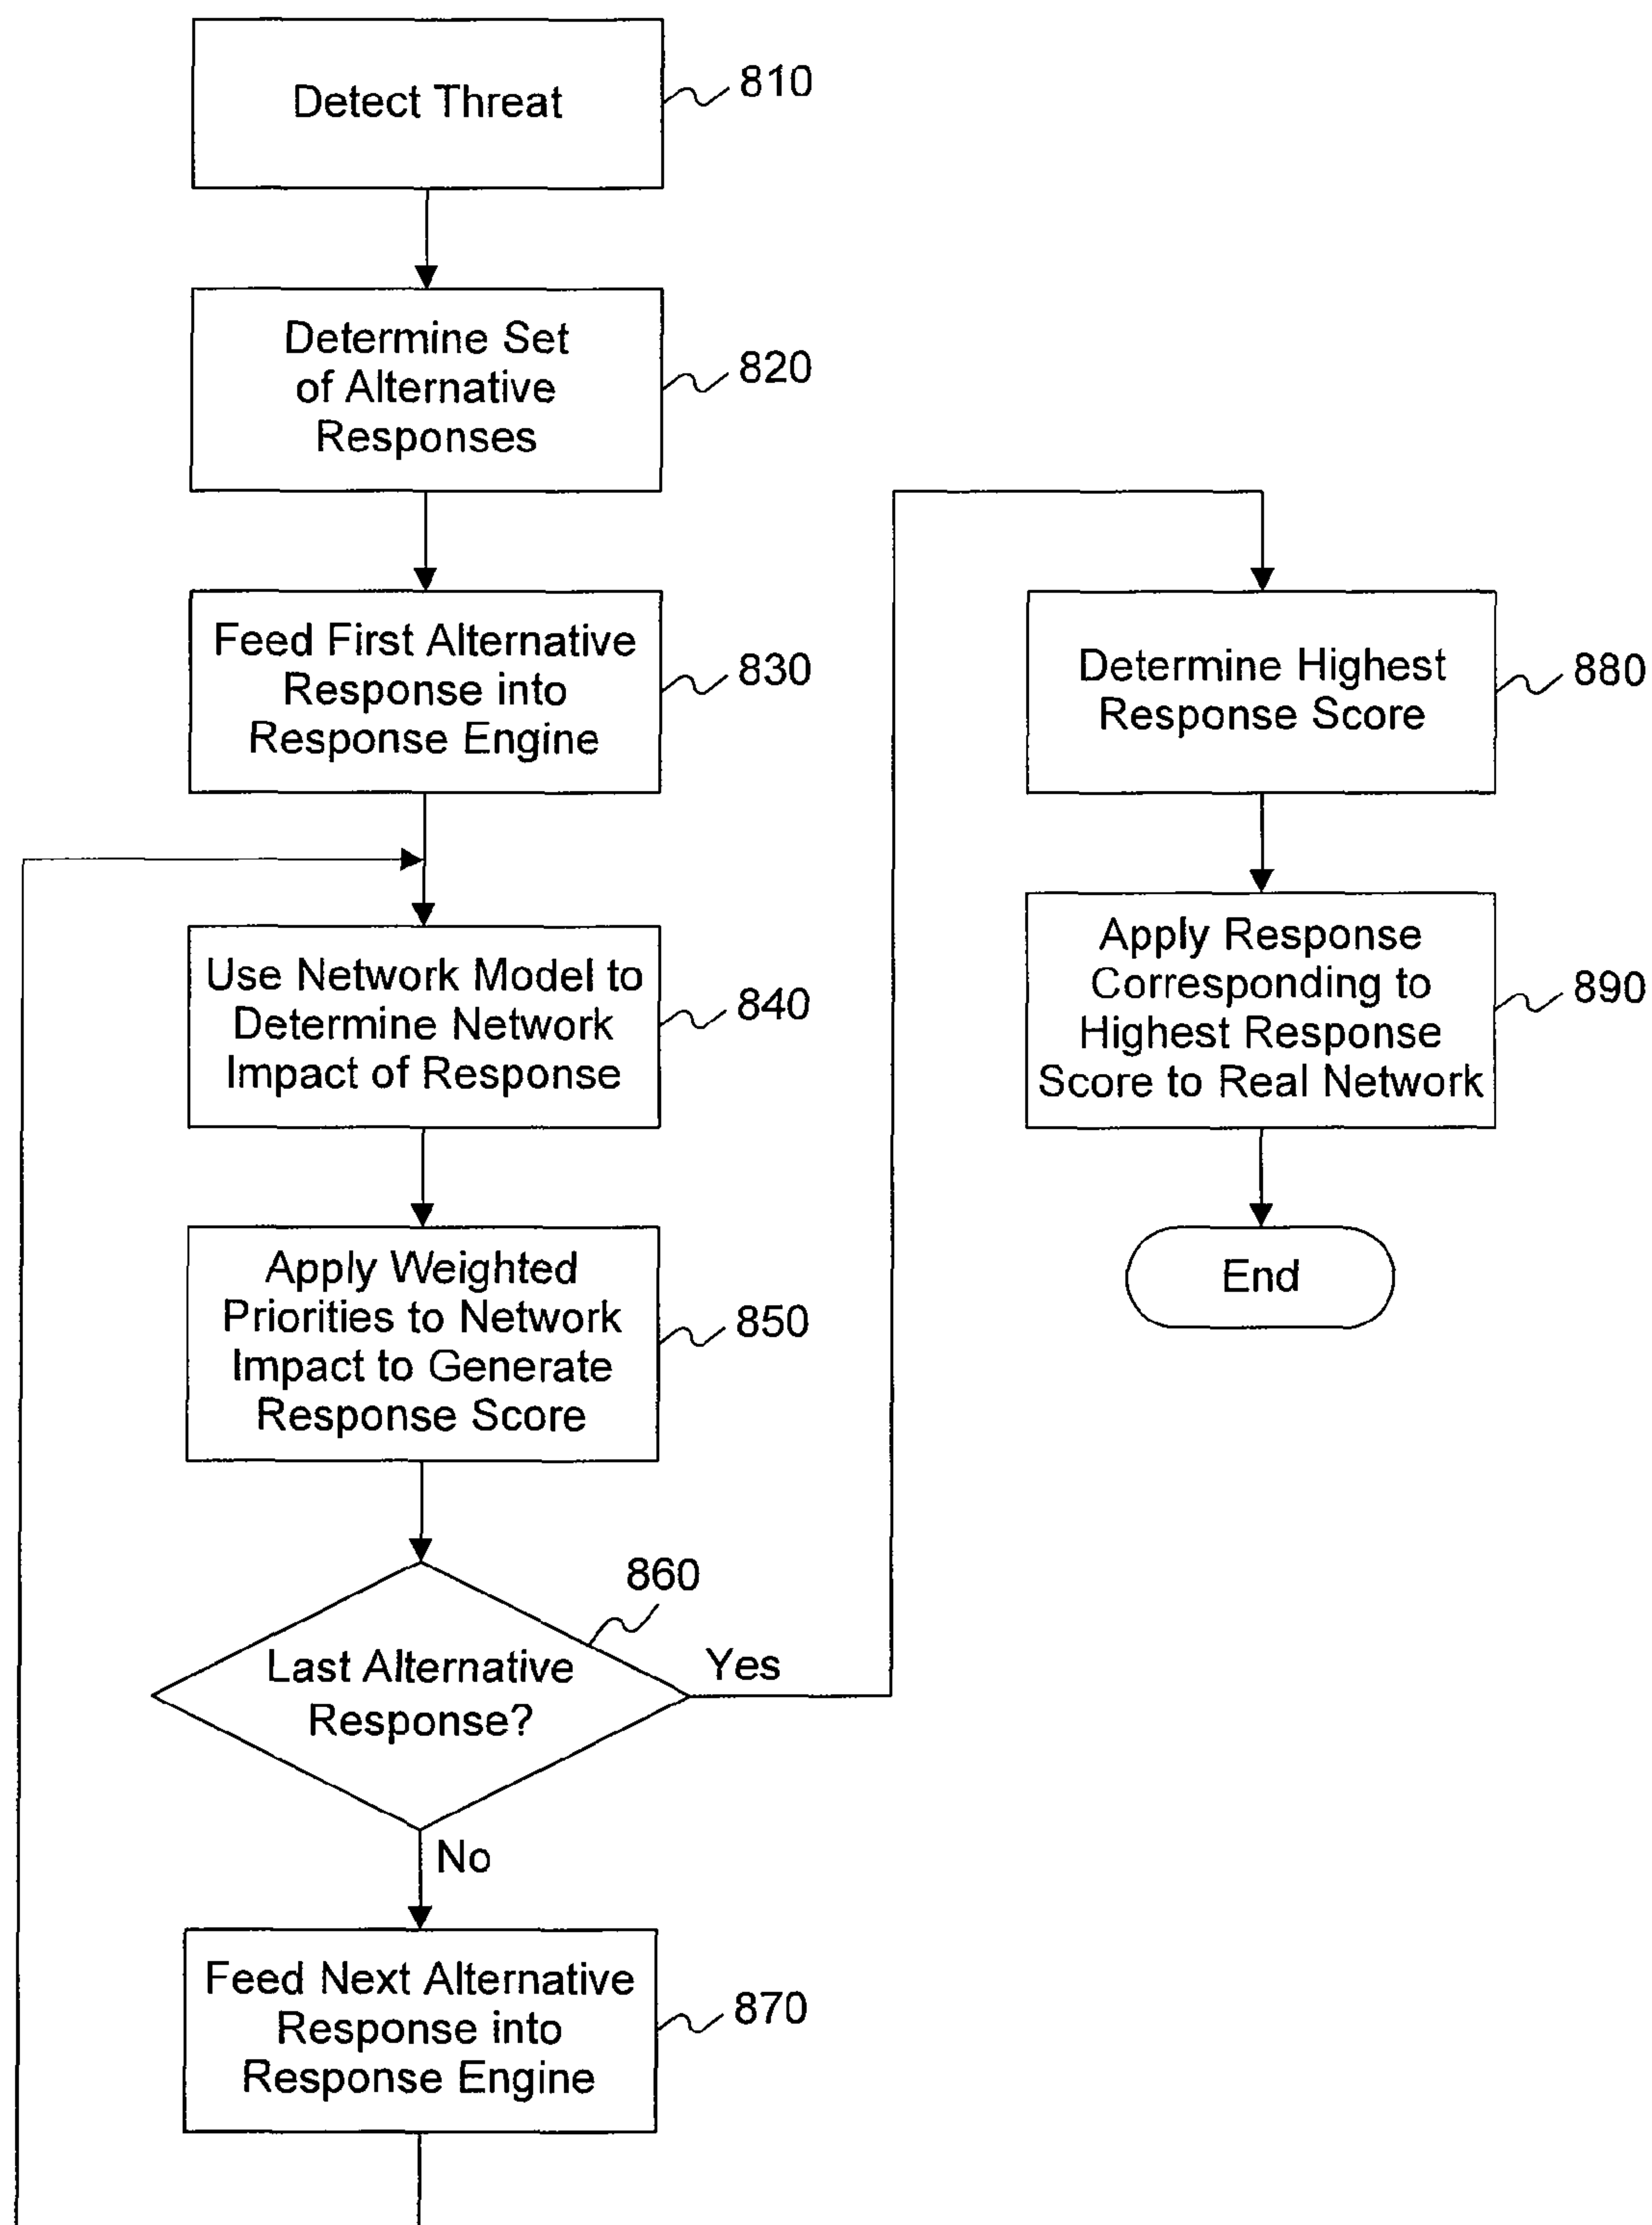 Detect Threat
810
Determine Set
of Alternative
Responses
820
Feed First Alternative
Response into
Response Engine
830
Use Network Model to
Determine Network
Impact of Response
840
Apply Weighted
Priorities to Network
Impact to Generate
Response Score
850
860
Last Alternative
Response?
Yes
No
Feed Next Alternative
Response into
Response Engine
870
Determine Highest
Response Score
880
Apply Response
Corresponding to
Highest Response
Score to Real Network
890
End